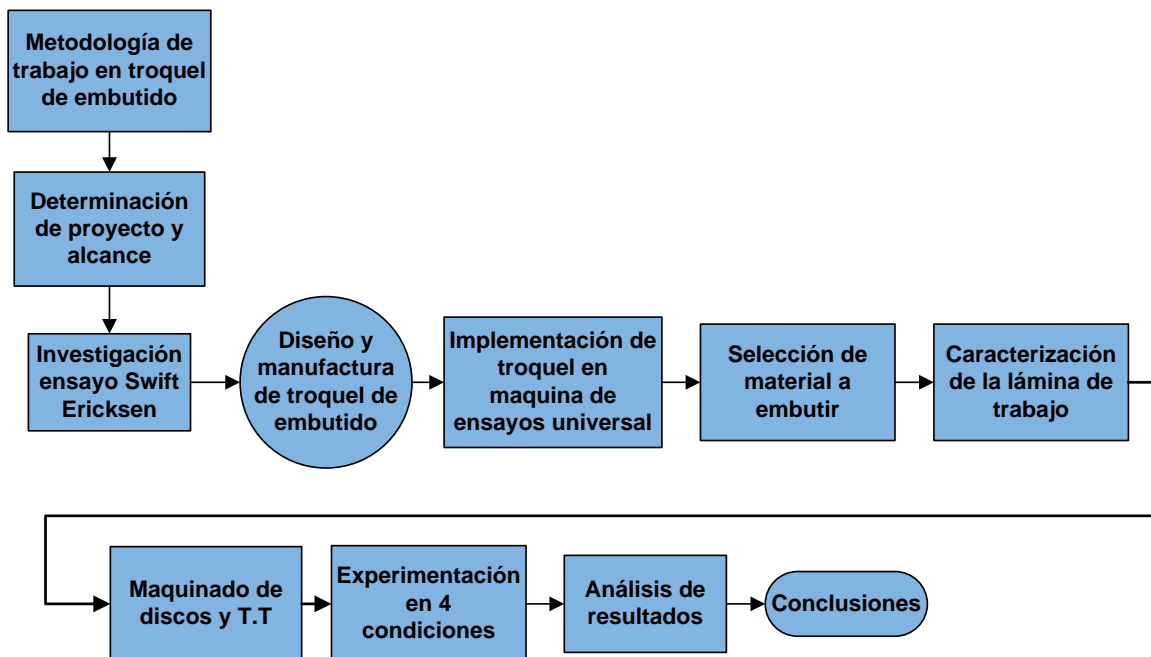 Metodología de
trabajo en troquel
de embutido
Determinación
de proyecto y
alcance
Investigación
ensayo Swift
Ericksen
Diseño y
manufactura
de troquel de
embutido
Implementación de
troquel en
maquina de
ensayos universal
Selección de
material a
embutir
Caracterización
de la lámina de
trabajo
Maquinado de
discos y T.T
Experimentación
en 4
condiciones
Análisis de
resultados
Conclusiones